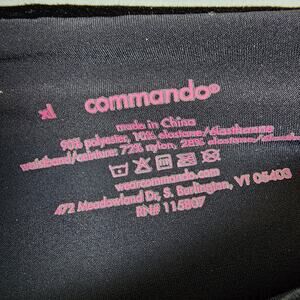 XL commando®
made in China
90% polyester, 10% elastane/élasthanne
waistband/ceinture: 72% nylon, 28% elastane/
wearcommando.com
472 Meadowland Dr, S. Burlington, VT 05403
RN# 115807